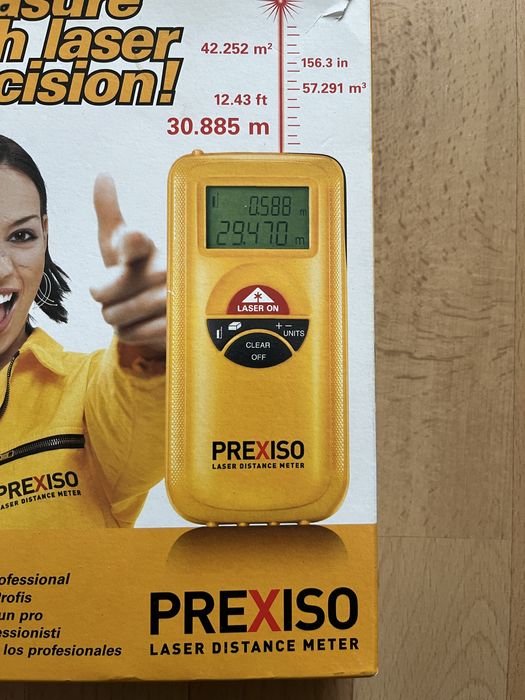 asure
h laser
cision!
42.252 m²
156.3 in
57.291 m³
12.43 ft
30.885 m
0.588 m
29.470 m
LASER ON
+ −
UNITS
CLEAR
OFF
PREXISO
LASER DISTANCE METER
PREXISO
LASER DISTANCE METER
ofessional
Profis
un pro
essionisti
los profesionales
PREXISO
LASER DISTANCE METER